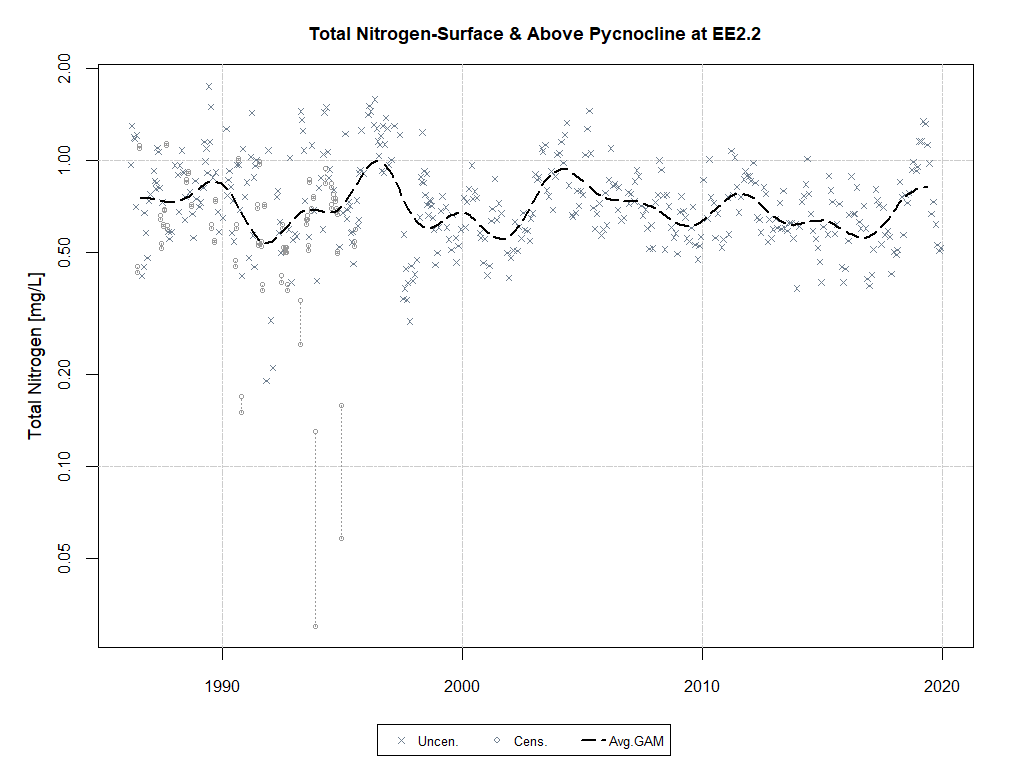 Total Nitrogen-Surface & Above Pycnocline at EE2.2
Total Nitrogen [mg/L]
2.00
1.00
0.50
0.20
0.10
0.05
1990 2000 2010 2020
Uncen. Cens. Avg.GAM